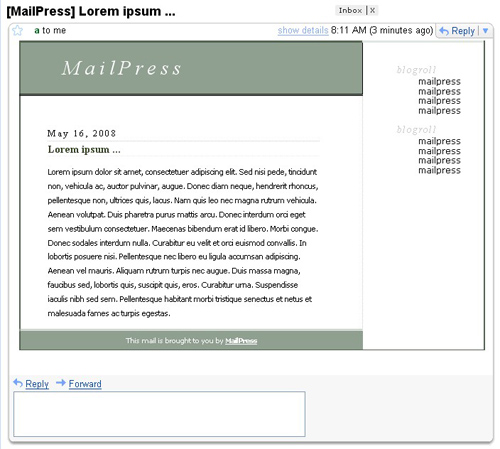 [MailPress] Lorem ipsum ...
Inbox | X
a to me
show details 8:11 AM (3 minutes ago) Reply
MailPress
May 16, 2008
Lorem ipsum ...
Lorem ipsum dolor sit amet, consectetuer adipiscing elit. Sed nisi pede, tincidunt
non, vehicula ac, auctor pulvinar, augue. Donec diam neque, hendrerit rhoncus,
pellentesque non, ultrices quis, lacus. Nam quis leo nec magna rutrum vehicula.
Aenean volutpat. Duis pharetra purus mattis arcu. Donec interdum orci eget
sem vestibulum consectetuer. Maecenas bibendum erat id libero. Morbi congue.
Donec sodales interdum nulla. Curabitur eu velit et orci euismod convallis. In
lobortis posuere nisi. Pellentesque nec libero eu ligula accumsan adipiscing.
Aenean vel mauris. Aliquam rutrum turpis nec augue. Duis massa magna,
faucibus sed, lobortis quis, suscipit quis, eros. Curabitur urna. Suspendisse
iaculis nibh sed sem. Pellentesque habitant morbi tristique senectus et netus et
malesuada fames ac turpis egestas.
This mail is brought to you by MailPress
blogroll
mailpress
mailpress
mailpress
mailpress
blogroll
mailpress
mailpress
mailpress
mailpress
Reply Forward